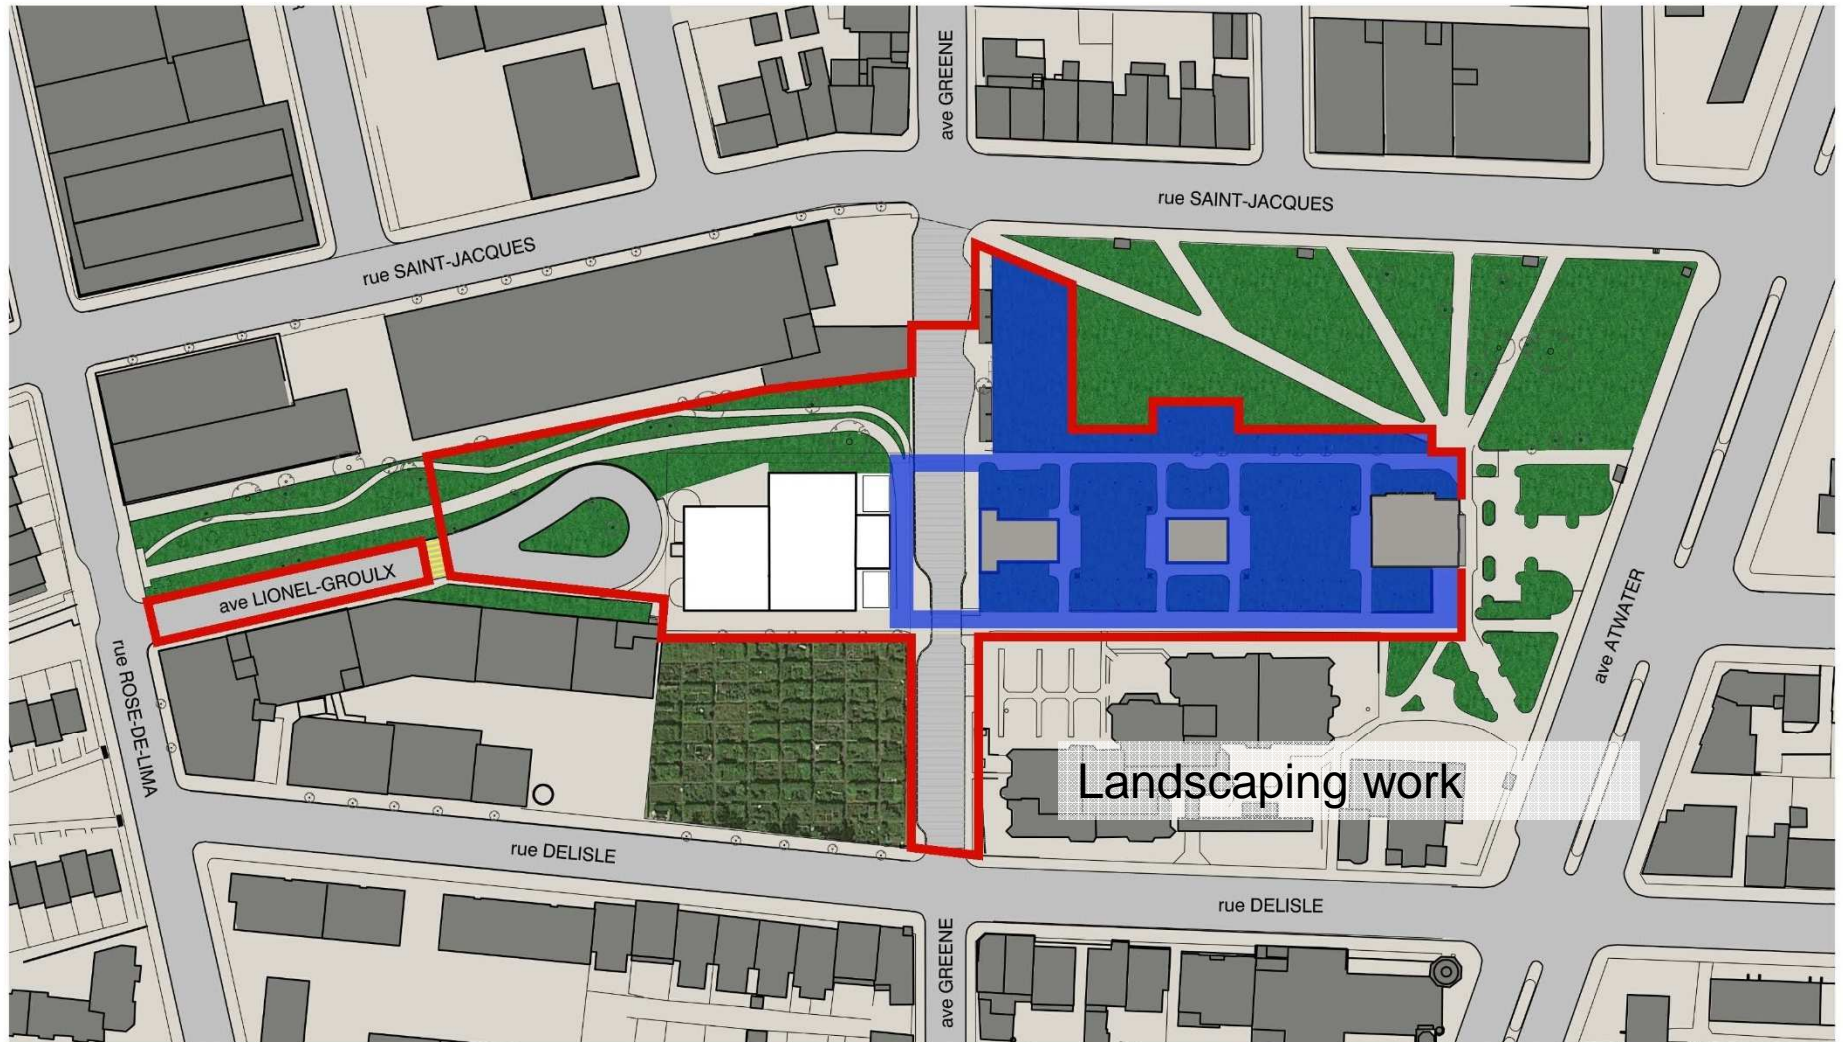 ave GREENE
rue SAINT-JACQUES
rue SAINT-JACQUES
ave LIONEL-GROULX
rue ROSE-DE-LIMA
ave ATWATER
Landscaping work
rue DELISLE
rue DELISLE
ave GREENE